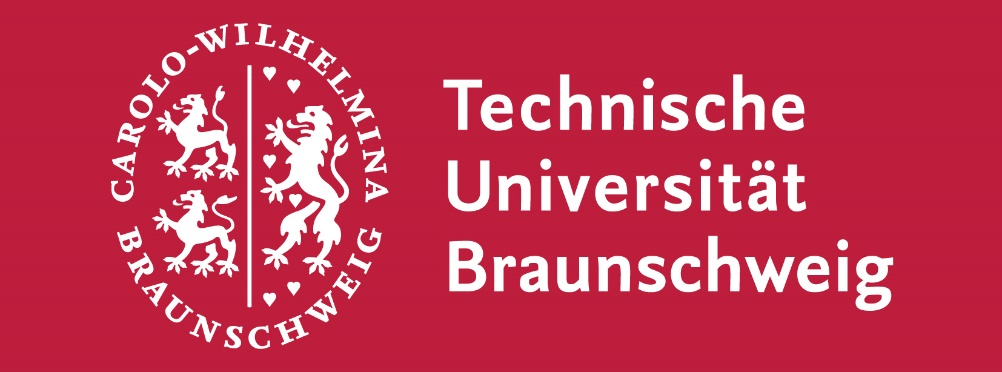 CAROLO-WILHELMINA
BRAUNSCHWEIG
Technische
Universität
Braunschweig